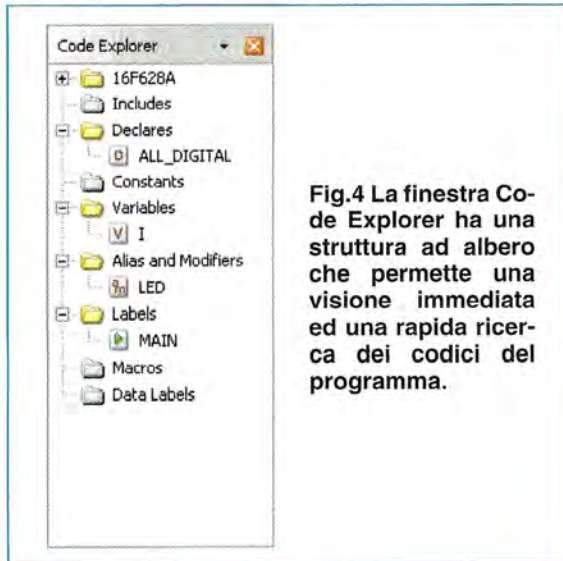 Code Explorer
16F628A
Includes
Declares
D ALL_DIGITAL
Constants
Variables
V I
Alias and Modifiers
LED
Labels
MAIN
Macros
Data Labels
Fig.4 La finestra Co-
de Explorer ha una
struttura ad albero
che permette una
visione immediata
ed una rapida ricer-
ca dei codici del
programma.